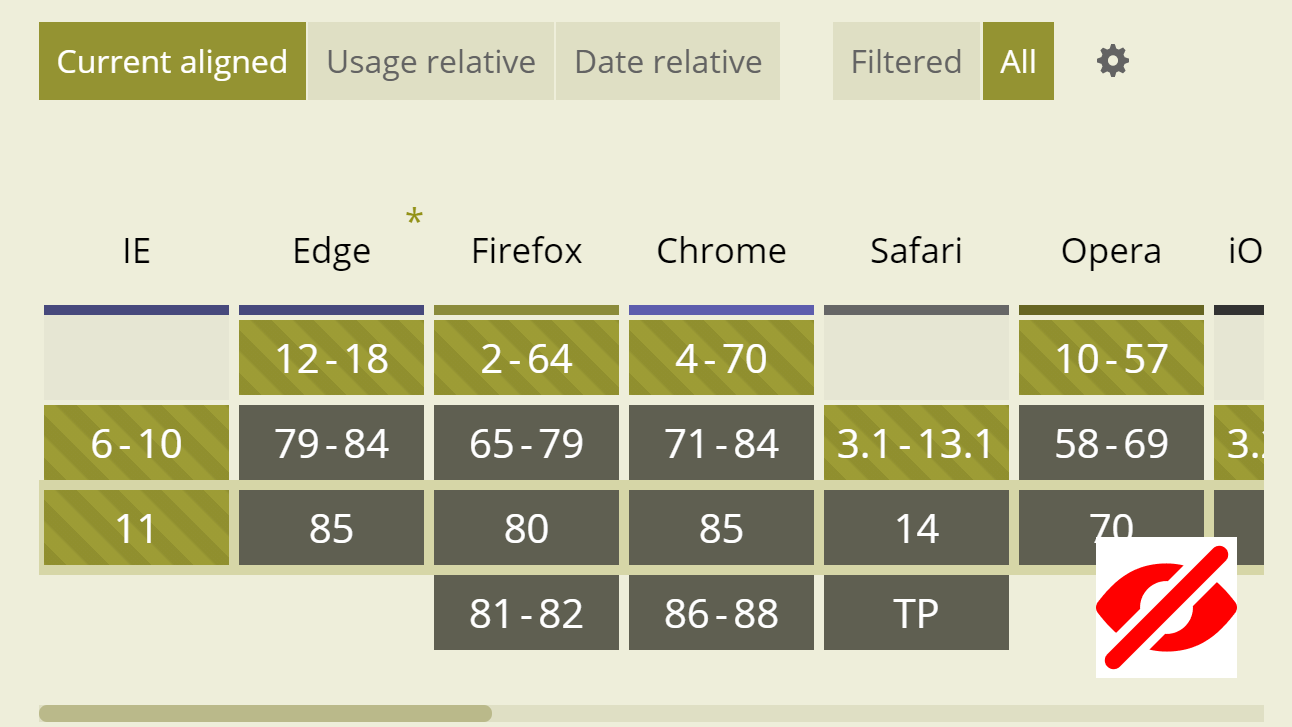 Current aligned Usage relative Date relative Filtered All
*
IE Edge Firefox Chrome Safari Opera iO
12-18 2-64 4-70 10-57
6-10 79-84 65-79 71-84 3.1-13.1 58-69 3.
11 85 80 85 14 70
81-82 86-88 TP